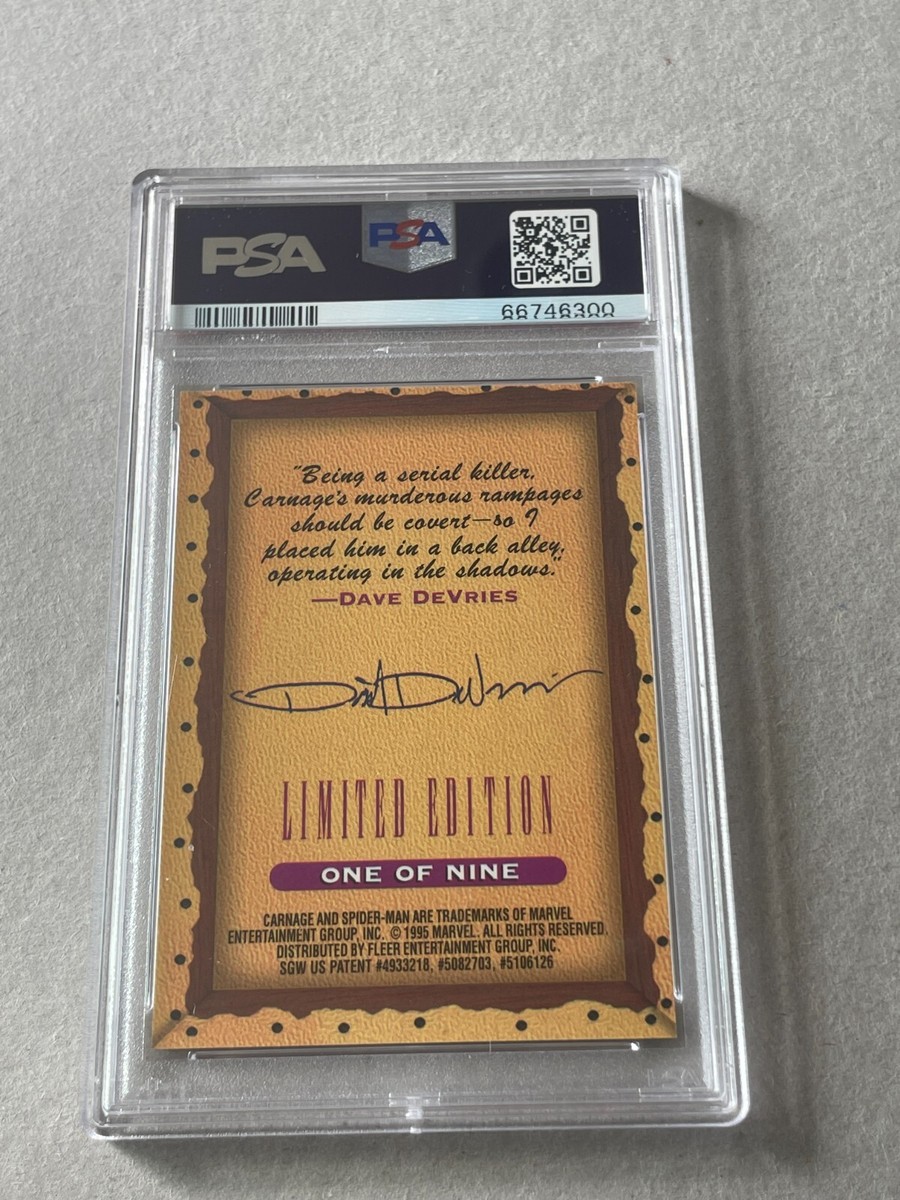 PSA
PSA
66746300
"Being a serial killer,
Carnage's murderous rampages
should be covert—so I
placed him in a back alley,
operating in the shadows."
—DAVE DEVRIES
LIMITED EDITION
ONE OF NINE
CARNAGE AND SPIDER-MAN ARE TRADEMARKS OF MARVEL
ENTERTAINMENT GROUP, INC. © 1995 MARVEL. ALL RIGHTS RESERVED.
DISTRIBUTED BY FLEER ENTERTAINMENT GROUP, INC.
SGW US PATENT #4933218, #5082703, #5106126